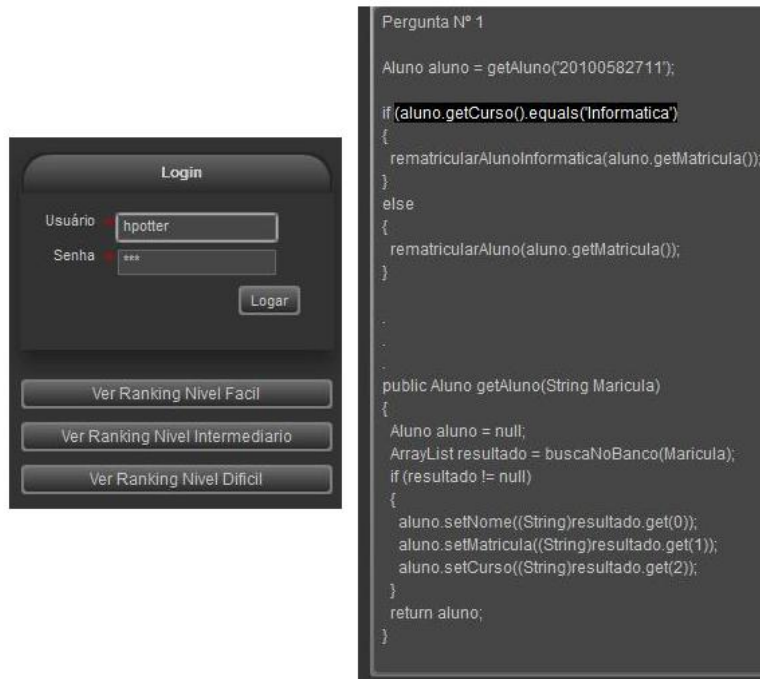 Login
Usuário * hpotter
Senha * ***
Logar
Ver Ranking Nivel Facil
Ver Ranking Nivel Intermediario
Ver Ranking Nivel Dificil
Pergunta Nº 1
Aluno aluno = getAluno("20100582711");
if (aluno.getCurso().equals("Informatica")
{
rematricularAlunoInformatica(aluno.getMatricula());
}
else
{
rematricularAluno(aluno.getMatricula());
}
.
.
.
public Aluno getAluno(String Maricula)
{
Aluno aluno = null;
ArrayList resultado = buscaNoBanco(Maricula);
if (resultado != null)
{
aluno.setNome((String)resultado.get(0));
aluno.setMatricula((String)resultado.get(1));
aluno.setCurso((String)resultado.get(2));
}
return aluno;
}